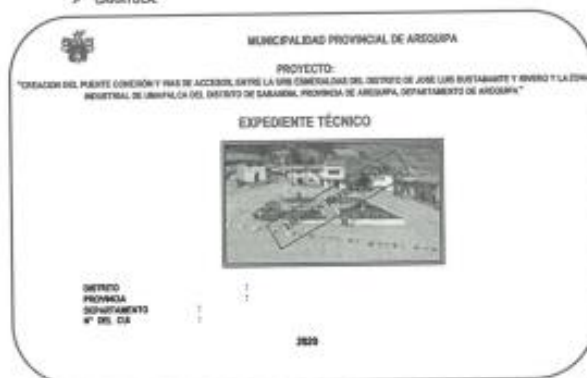 CARATULA:
MUNICIPALIDAD PROVINCIAL DE AREQUIPA
PROYECTO:
"CREACION DEL PUENTE CONEXIÓN Y VIAS DE ACCESOS, ENTRE LA URB ESMERALDAS DEL DISTRITO DE JOSE LUIS BUSTAMANTE Y RIVERO Y LA ZONA
INDUSTRIAL DE UMAPALCA DEL DISTRITO DE SABANDIA, PROVINCIA DE AREQUIPA, DEPARTAMENTO DE AREQUIPA."
EXPEDIENTE TÉCNICO
DISTRITO :
PROVINCIA :
DEPARTAMENTO :
N° DEL CUI :
2020